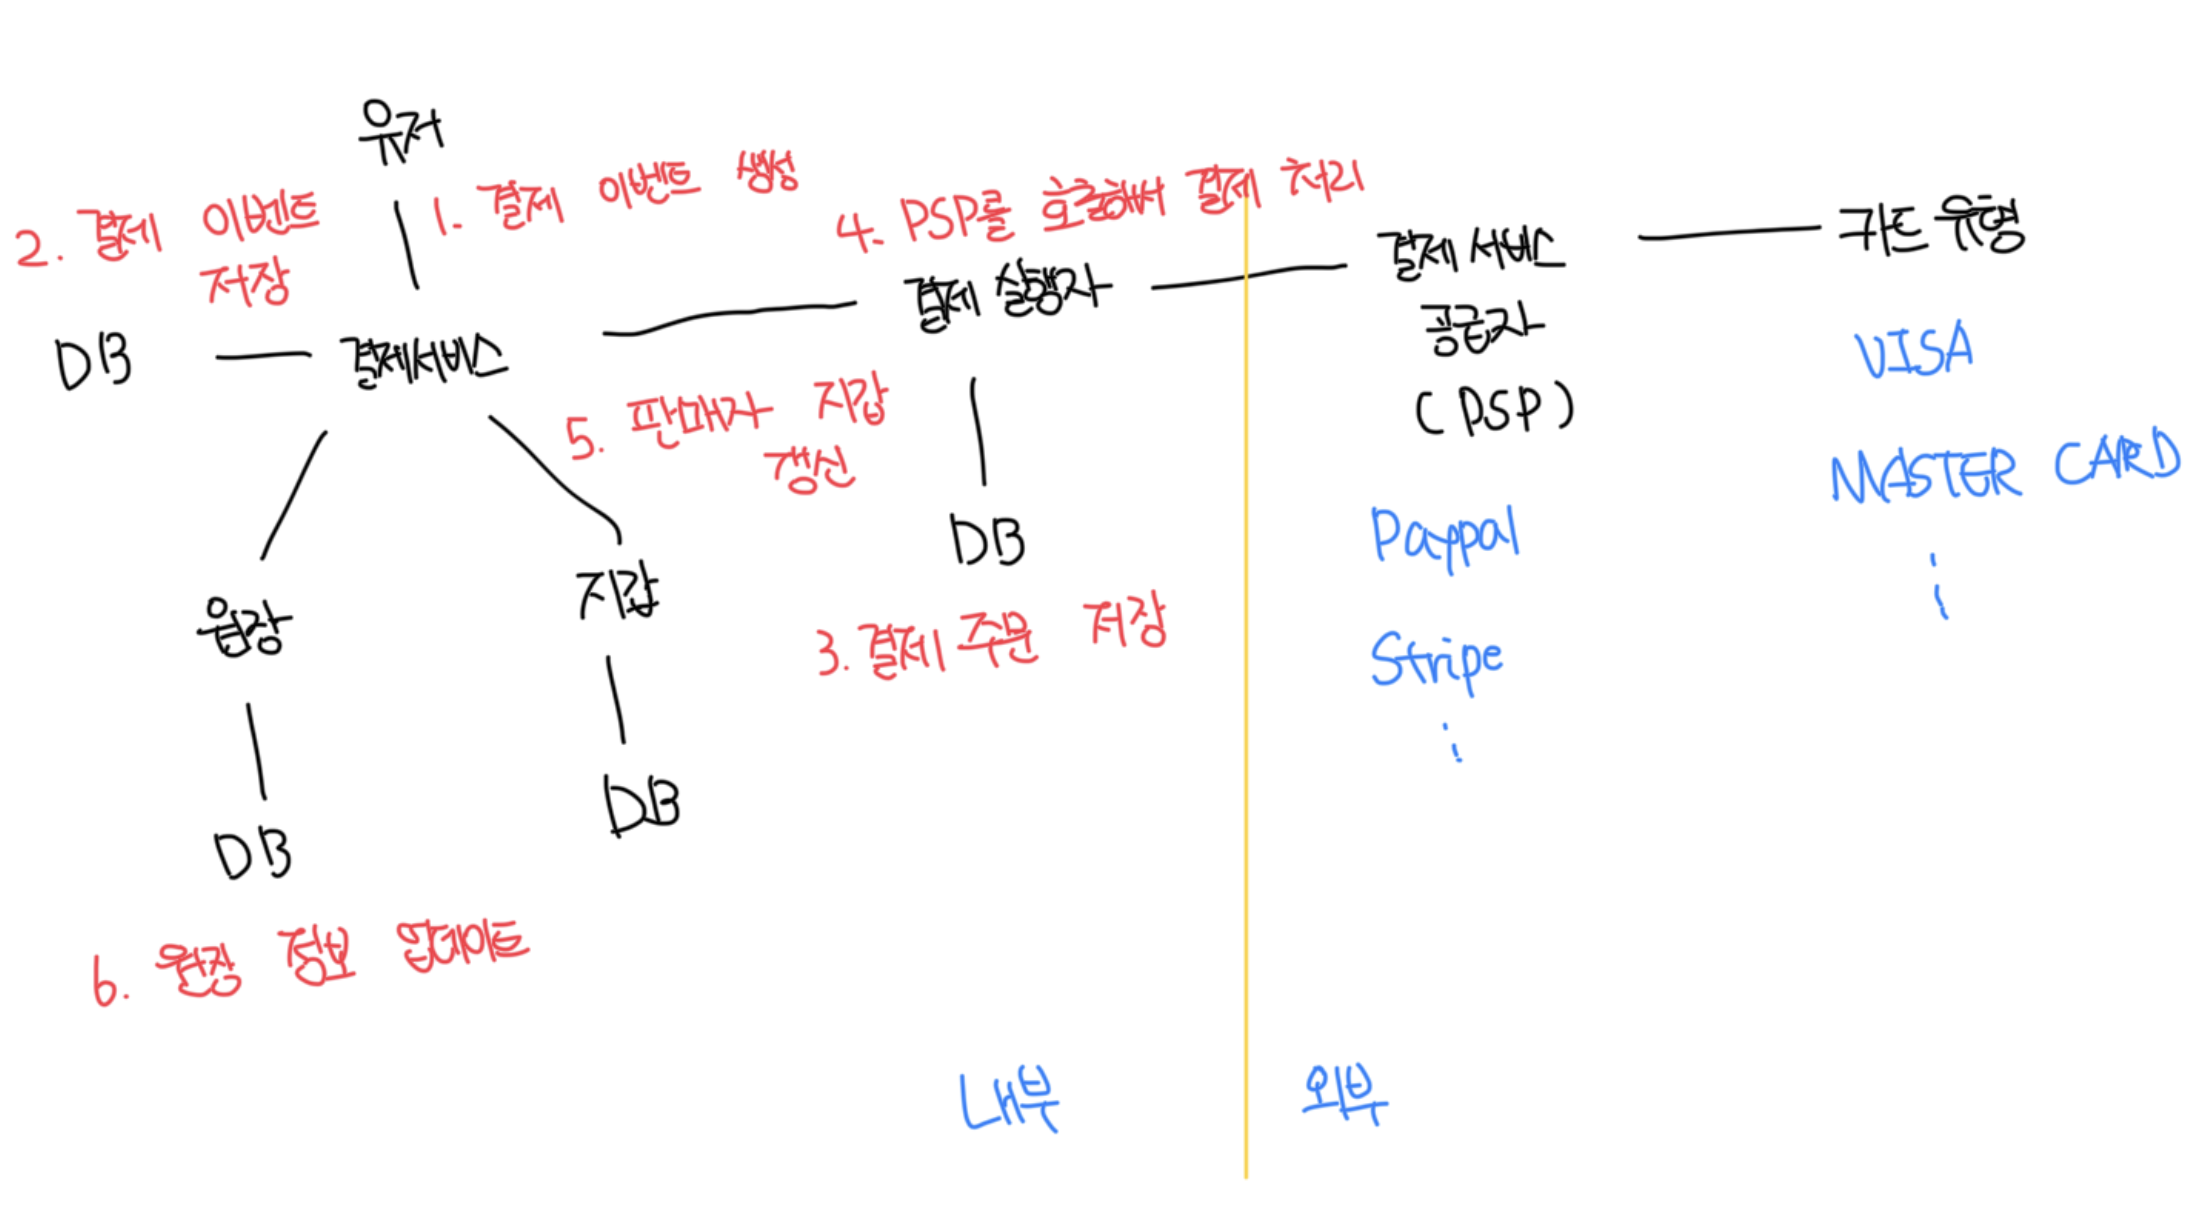 유저
1. 결제 이벤트 생성
2. 결제 이벤트
저장
4. PSP를 호출해서 결제 처리
DB
결제서비스
결제 실행자
결제 서비스
공급자
(PSP)
카드 유형
VISA
MASTER CARD
5. 판매자 지갑
갱신
Paypal
Stripe
원장
지갑
DB
3. 결제 주문 저장
DB
DB
6. 원장 정보 업데이트
내부
외부